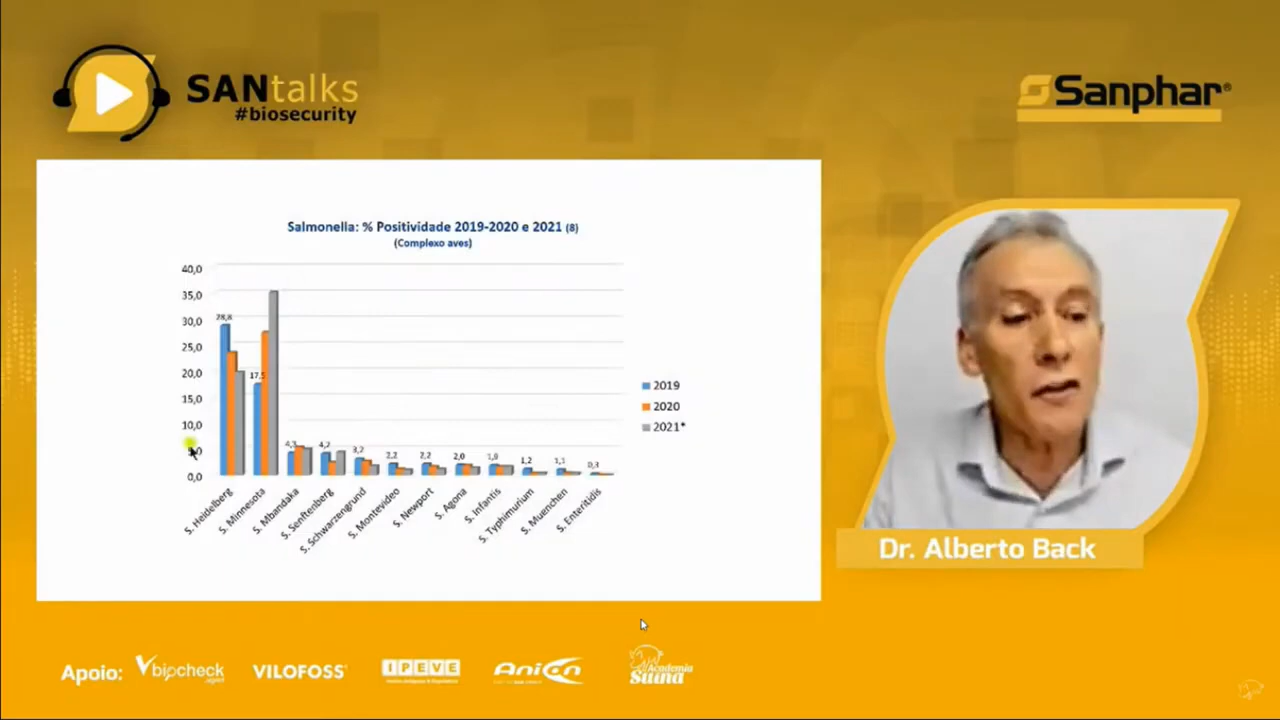 SANtalks
#biosecurity
Sanphar®
Salmonella: % Positividade 2019-2020 e 2021 (8)
(Complexo aves)
40,0
35,0
30,0
25,0
20,0
15,0
10,0
0,0
28,8
17,5
4,3
4,2
3,2
2,2
2,2
2,0
1,9
1,2
1,1
0,3
S. Heidelberg
S. Minnesota
S. Mbandaka
S. Senftenberg
S. Schwarzengrund
S. Montevideo
S. Newport
S. Agona
S. Infantis
S. Typhimurium
S. Muenchen
S. Enteritidis
2019
2020
2021*
Dr. Alberto Back
Apoio:
biocheck
VILOFOSS®
IPEVE
Anicon
Academia
Suína